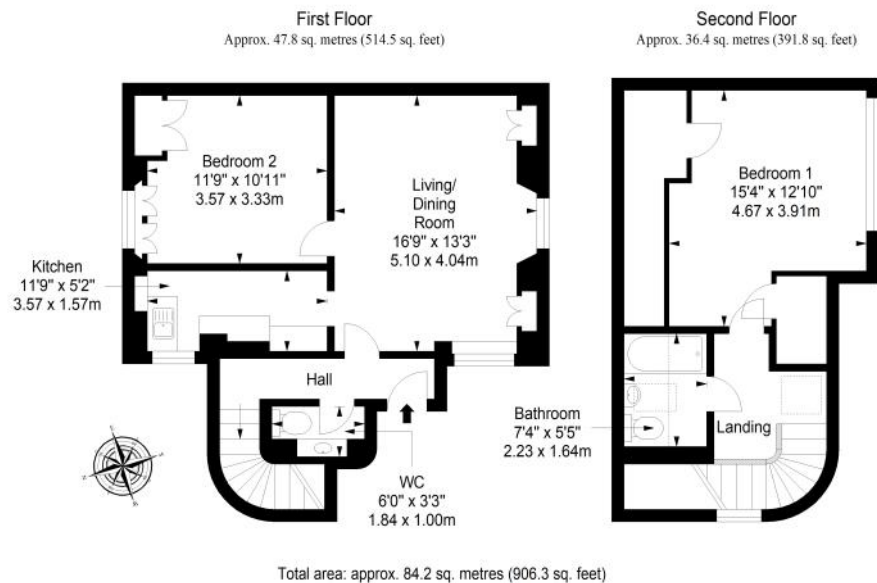 First Floor
Approx. 47.8 sq. metres (514.5 sq. feet)
Bedroom 2
11'9" x 10'11"
3.57 x 3.33m
Living/
Dining
Room
16'9" x 13'3"
5.10 x 4.04m
Kitchen
11'9" x 5'2"
3.57 x 1.57m
Hall
WC
6'0" x 3'3"
1.84 x 1.00m
Second Floor
Approx. 36.4 sq. metres (391.8 sq. feet)
Bedroom 1
15'4" x 12'10"
4.67 x 3.91m
Bathroom
7'4" x 5'5"
2.23 x 1.64m
Landing
Total area: approx. 84.2 sq. metres (906.3 sq. feet)